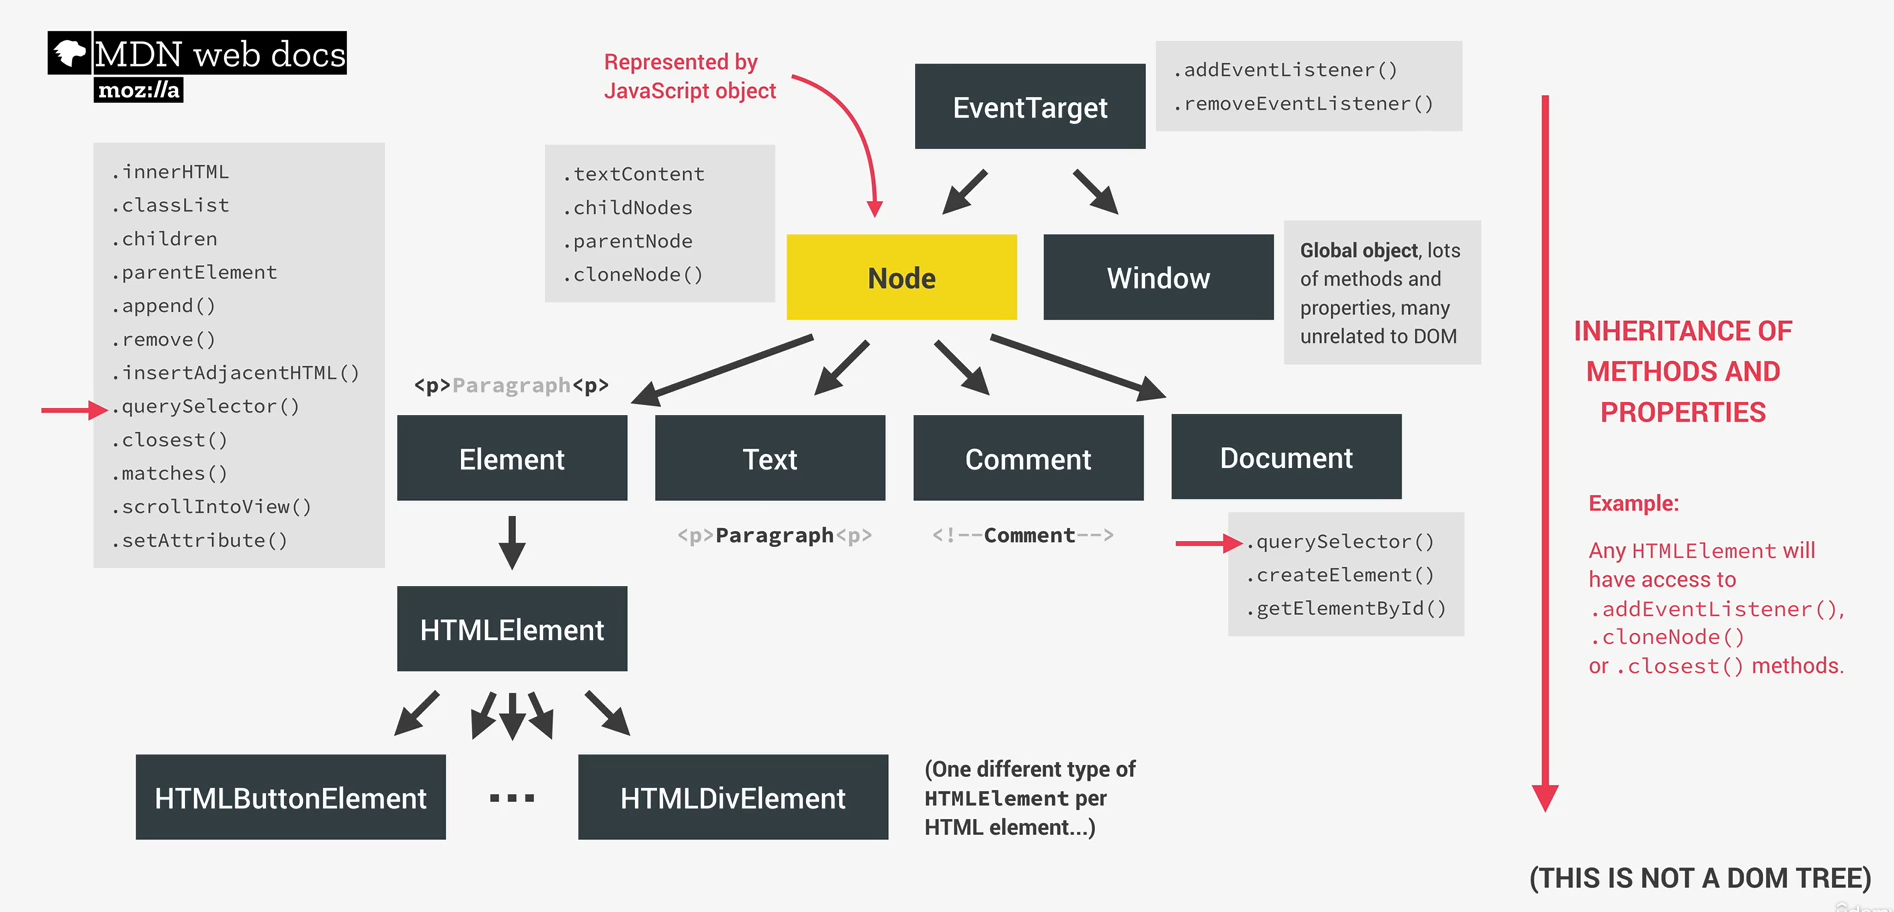 MDN web docs
moz://a
Represented by
JavaScript object
EventTarget
.addEventListener()
.removeEventListener()
.innerHTML
.classList
.children
.parentElement
.append()
.remove()
.insertAdjacentHTML()
.querySelector()
.closest()
.matches()
.scrollIntoView()
.setAttribute()
.textContent
.childNodes
.parentNode
.cloneNode()
Node
Window
Global object, lots
of methods and
properties, many
unrelated to DOM
<p>Paragraph<p>
Element
Text
Comment
Document
<p>Paragraph<p>
<!--Comment-->
.querySelector()
.createElement()
.getElementById()
HTMLElement
HTMLButtonElement
...
HTMLDivElement
(One different type of
HTMLElement per
HTML element...)
INHERITANCE OF
METHODS AND
PROPERTIES
Example:
Any HTMLElement will
have access to
.addEventListener(),
.cloneNode()
or .closest() methods.
(THIS IS NOT A DOM TREE)